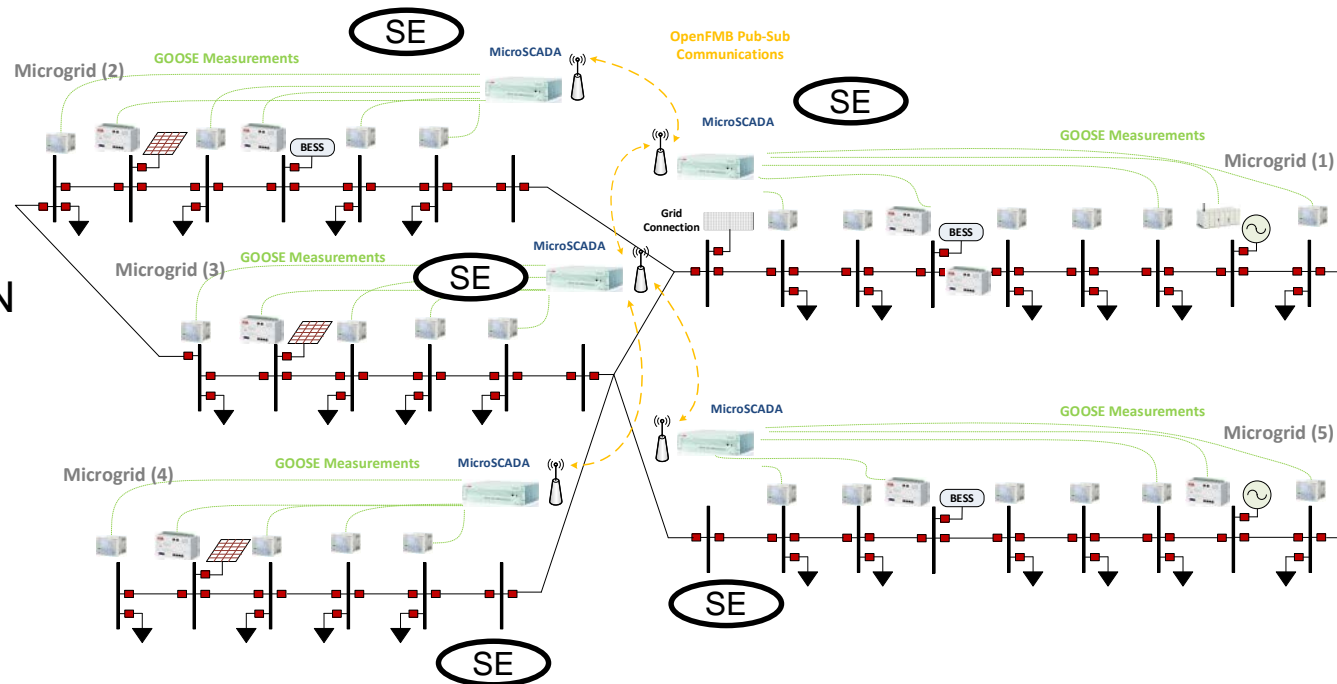 SE
MicroSCADA
OpenFMB Pub-Sub
Communications
GOOSE Measurements
Microgrid (2)
BESS
SE
MicroSCADA
GOOSE Measurements
Microgrid (1)
Grid
Connection
BESS
MicroSCADA
GOOSE Measurements
Microgrid (3)
SE
N
MicroSCADA
GOOSE Measurements
Microgrid (5)
MicroSCADA
GOOSE Measurements
Microgrid (4)
BESS
SE
SE